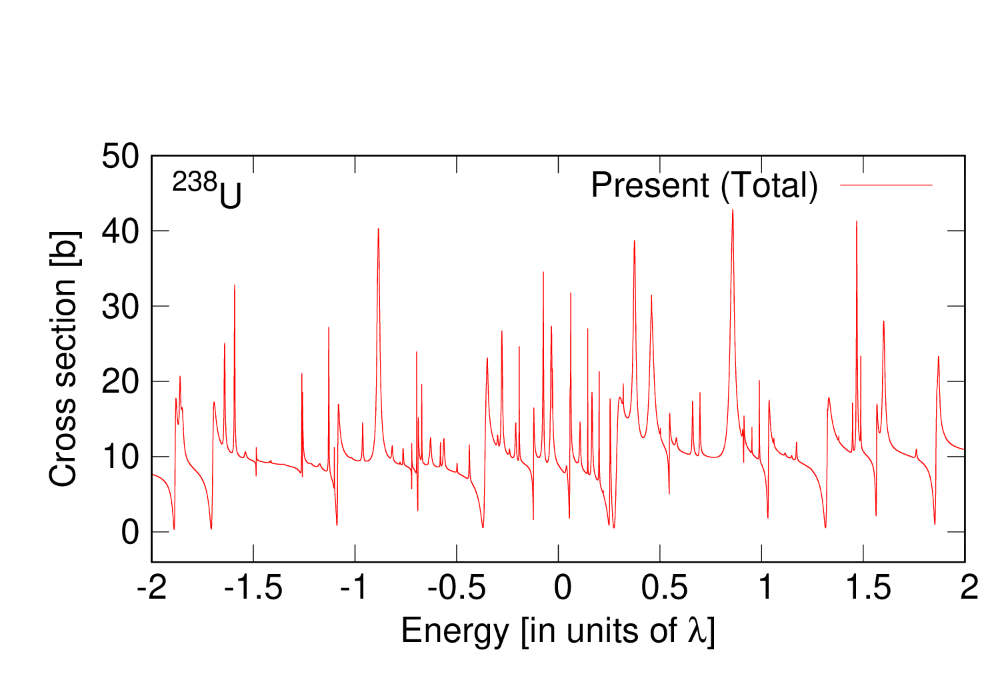 50
²³⁸U
Present (Total)
40
30
20
10
0
Cross section [b]
-2 -1.5 -1 -0.5 0 0.5 1 1.5 2
Energy [in units of λ]